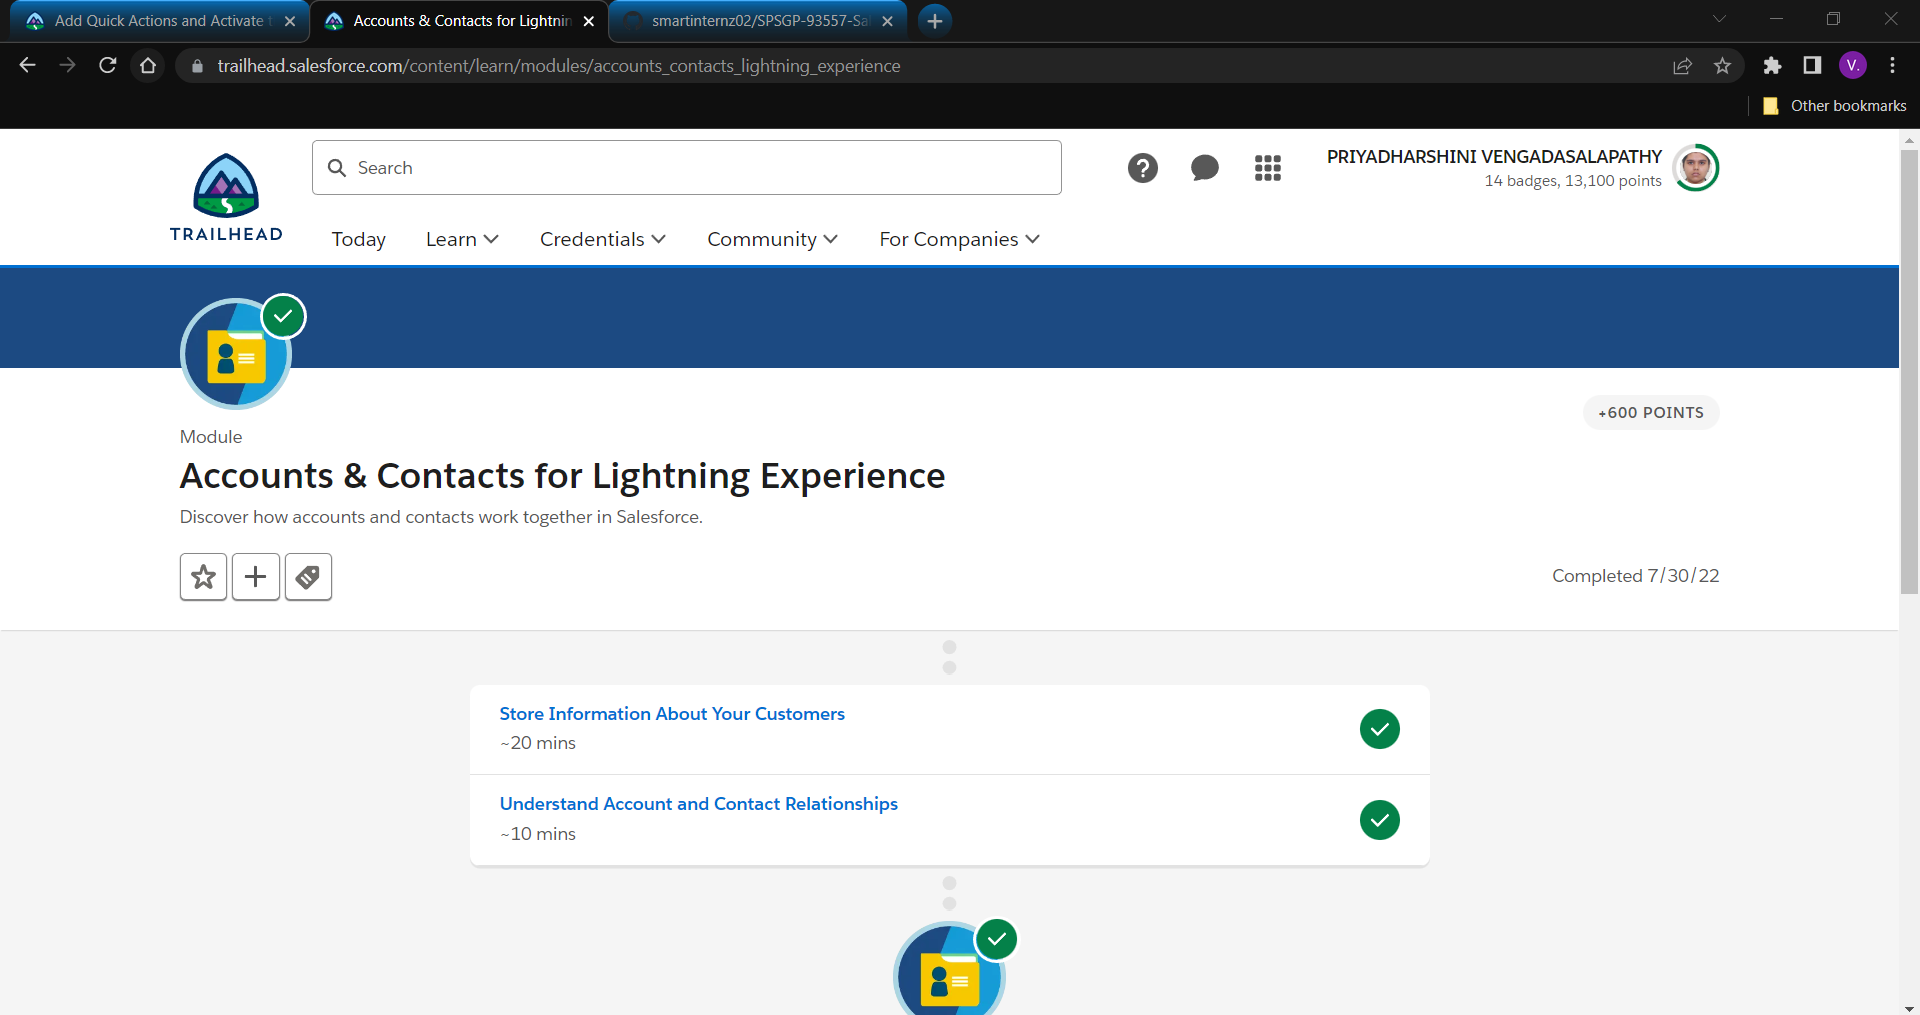 Add Quick Actions and Activate t
Accounts & Contacts for Lightnin
smartinternz02/SPSGP-93557-Sal
trailhead.salesforce.com/content/learn/modules/accounts_contacts_lightning_experience
V.
Other bookmarks
TRAILHEAD
Search
PRIYADHARSHINI VENGADASALAPATHY
14 badges, 13,100 points
Today
Learn
Credentials
Community
For Companies
+600 POINTS
Module
Accounts & Contacts for Lightning Experience
Discover how accounts and contacts work together in Salesforce.
Completed 7/30/22
Store Information About Your Customers
~20 mins
Understand Account and Contact Relationships
~10 mins